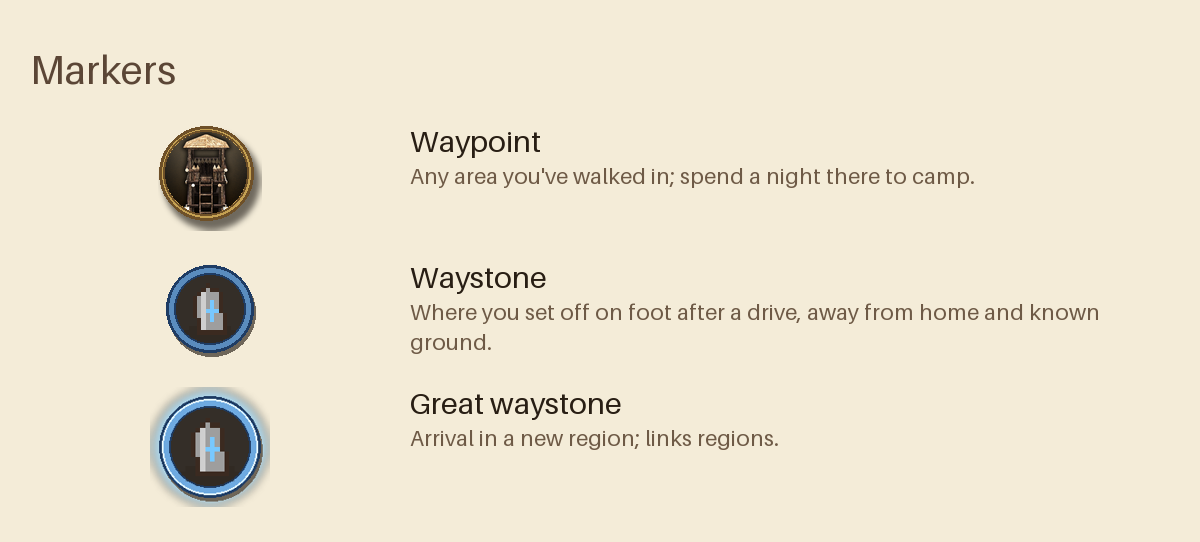 Markers
Waypoint
Any area you've walked in; spend a night there to camp.
Waystone
Where you set off on foot after a drive, away from home and known
ground.
Great waystone
Arrival in a new region; links regions.